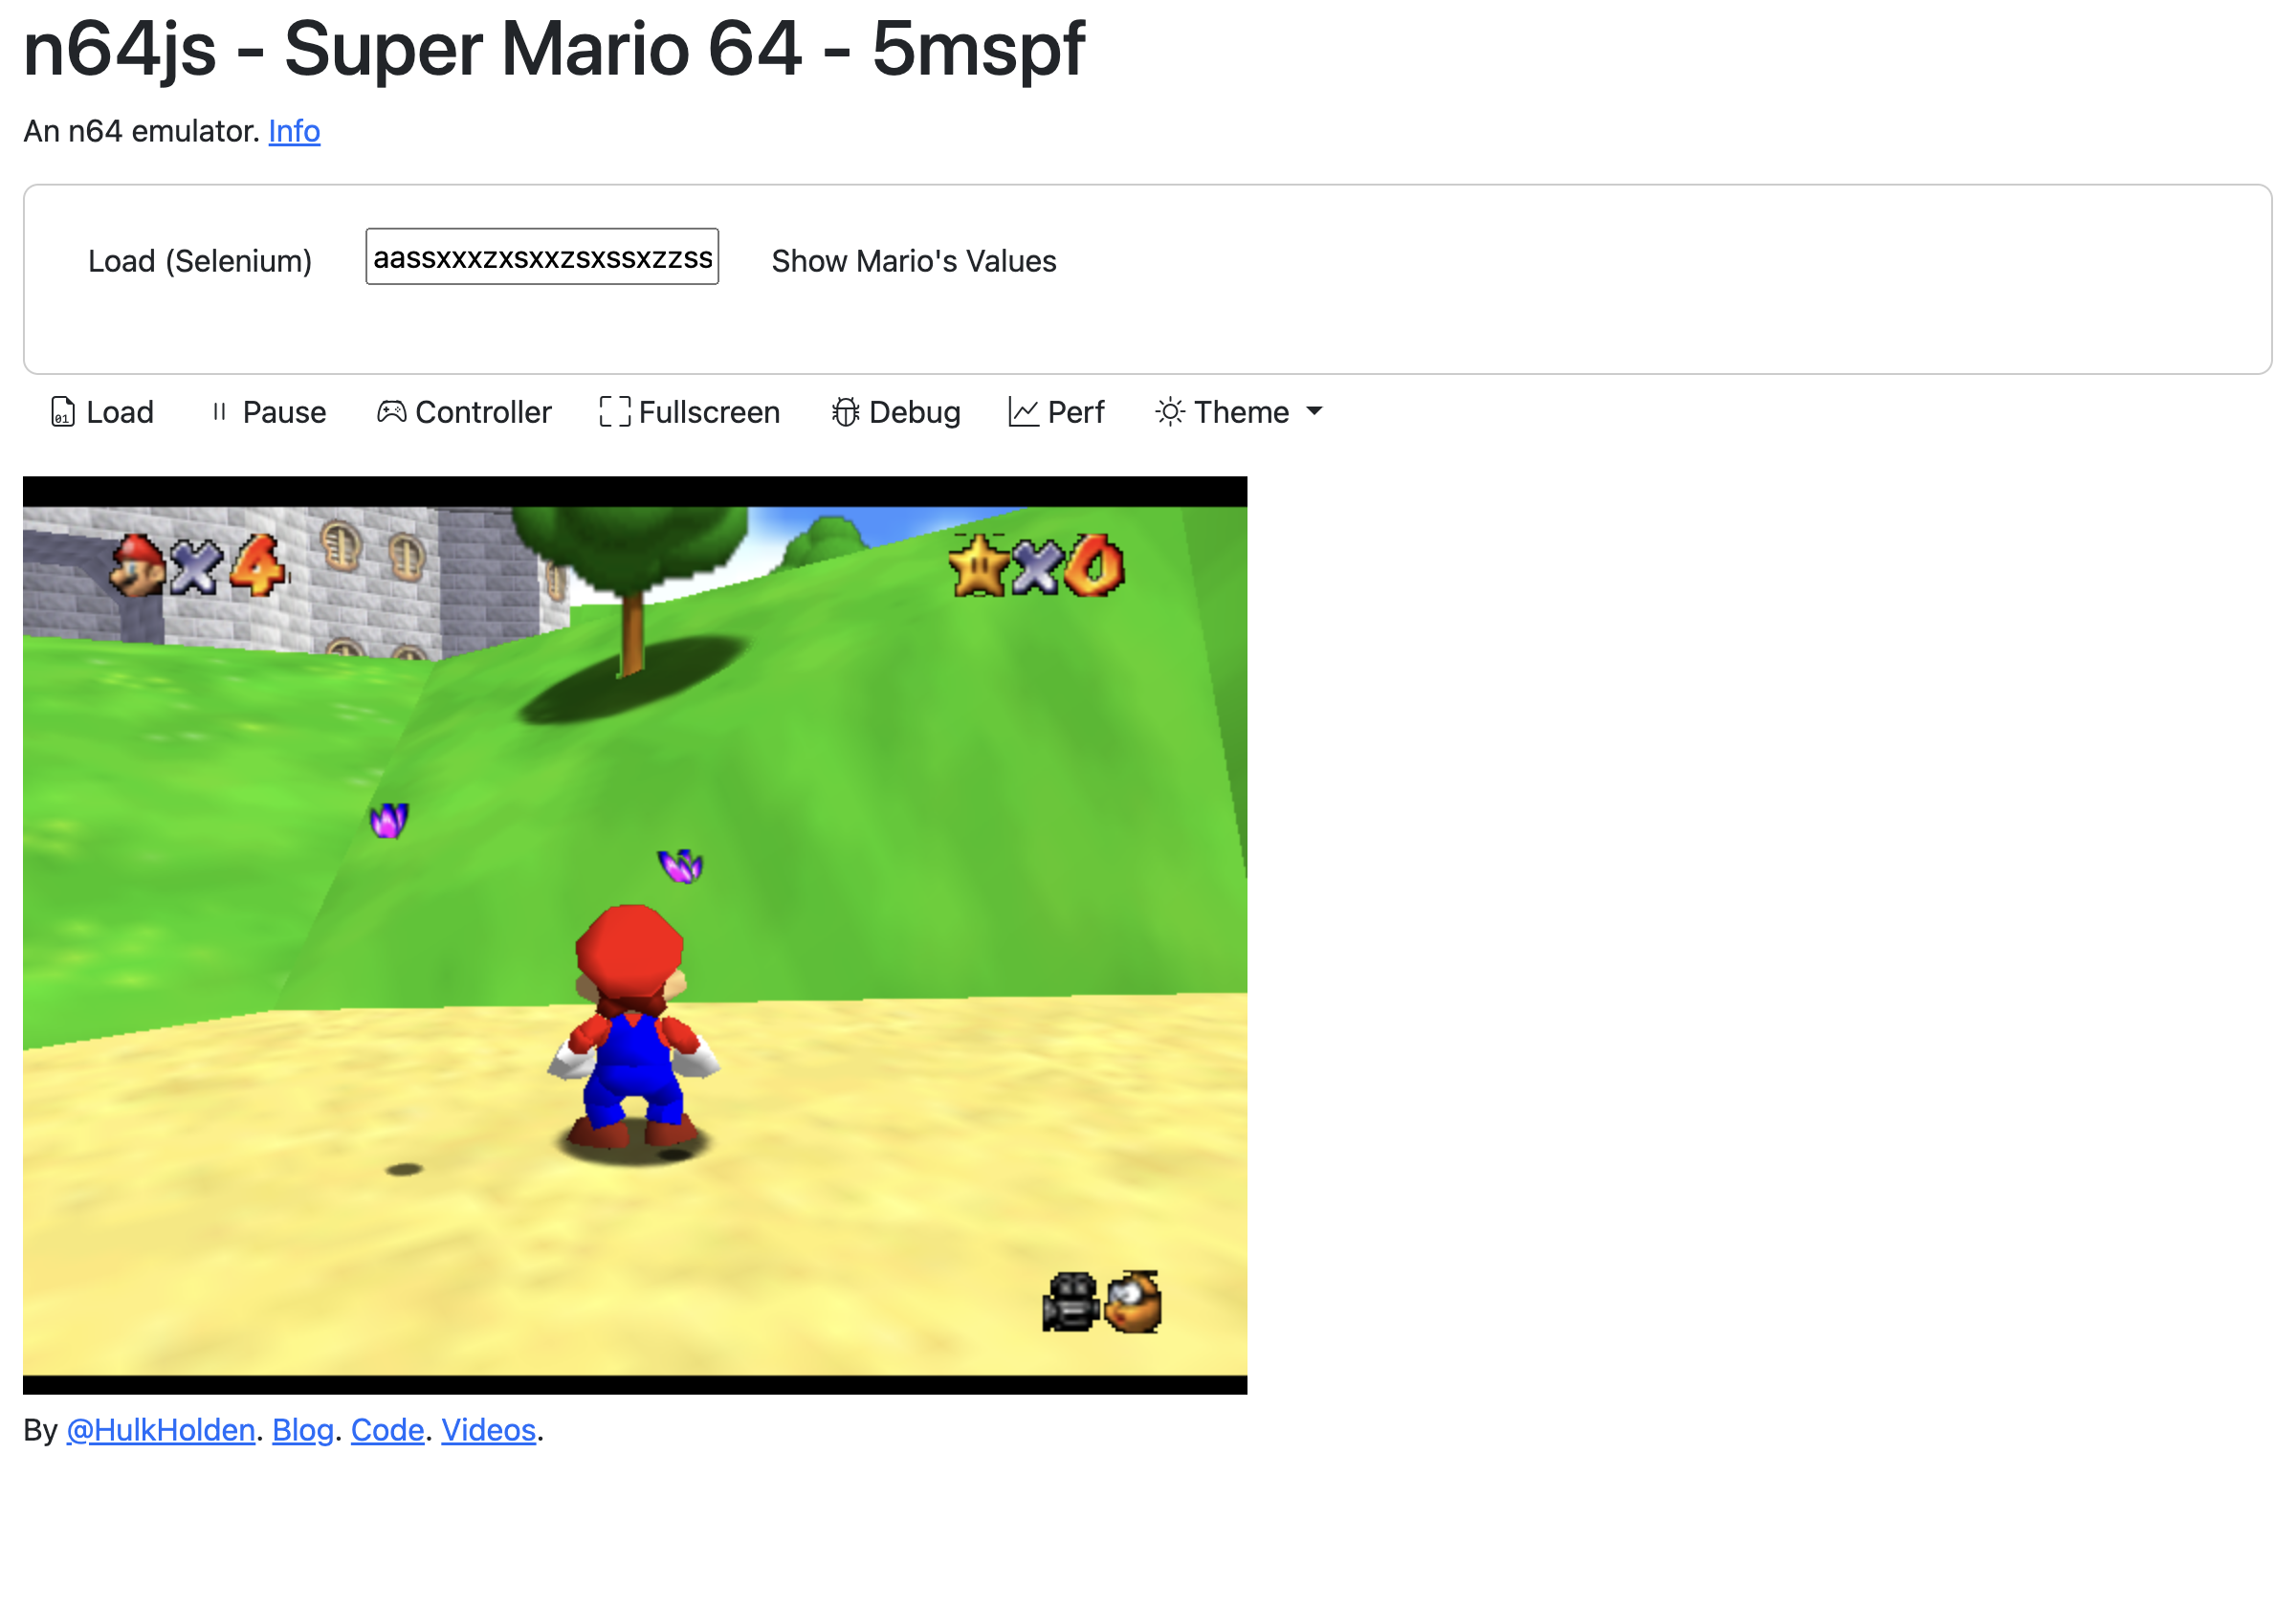 n64js - Super Mario 64 - 5mspf
An n64 emulator. Info
Load (Selenium) aassxxxzxsxxzsxssxzzss Show Mario's Values
Load Pause Controller Fullscreen Debug Perf Theme
×4 ×0
By @HulkHolden. Blog. Code. Videos.